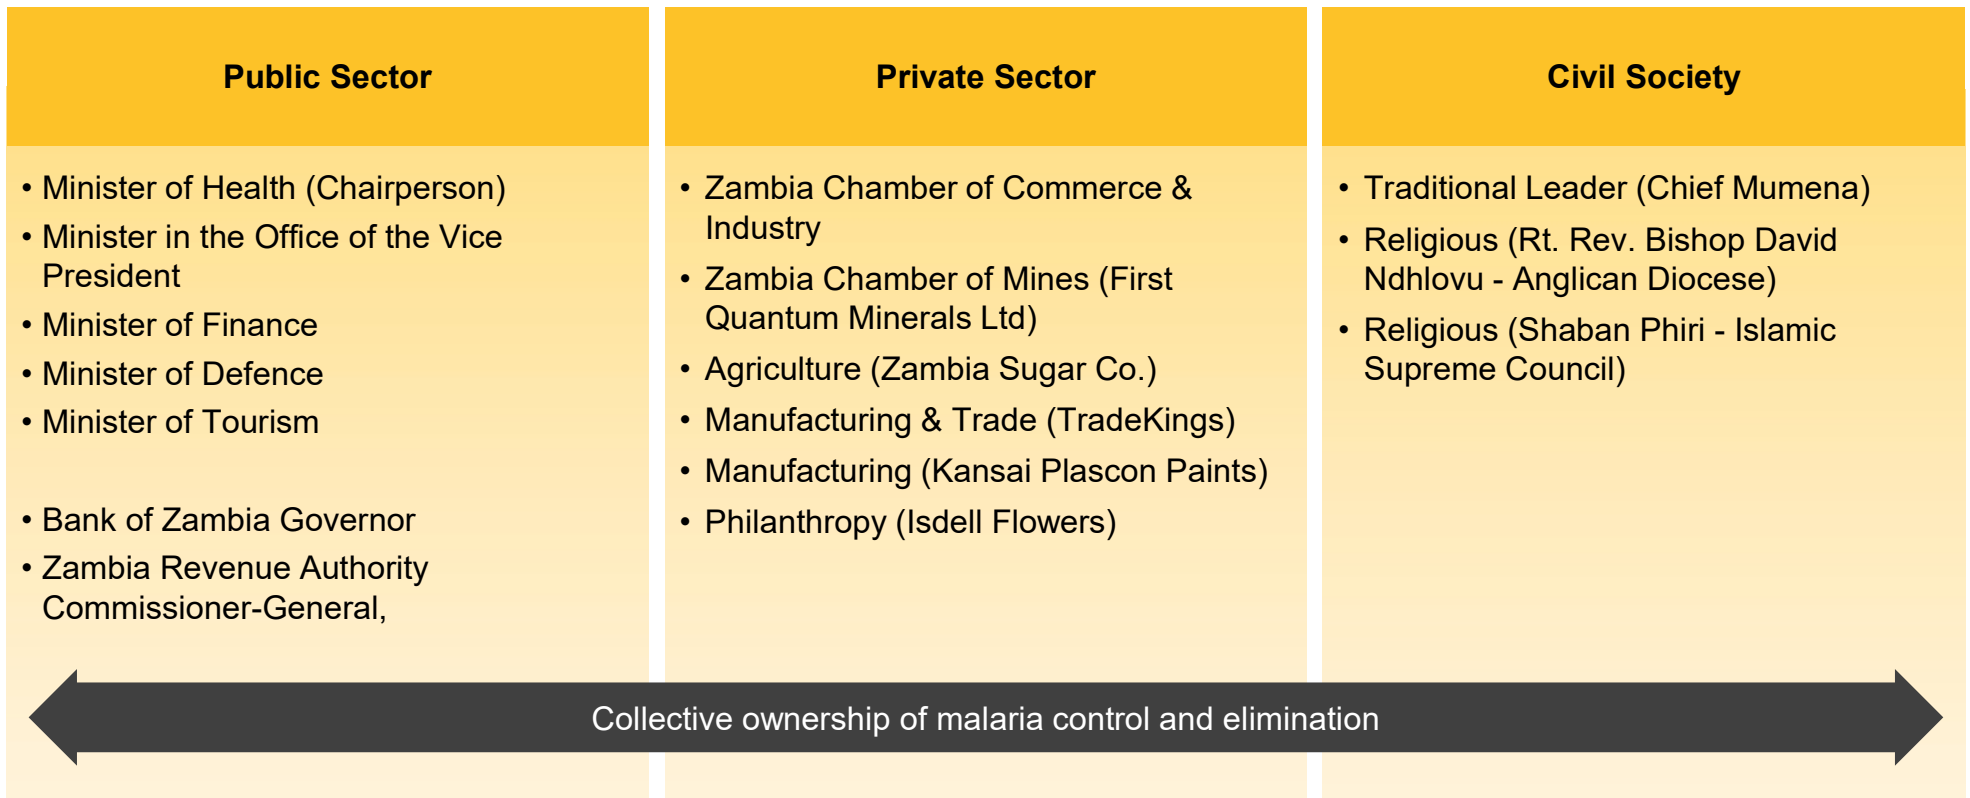 Public Sector
• Minister of Health (Chairperson)
• Minister in the Office of the Vice
President
• Minister of Finance
• Minister of Defence
• Minister of Tourism
• Bank of Zambia Governor
• Zambia Revenue Authority
Commissioner-General,
Private Sector
• Zambia Chamber of Commerce &
Industry
• Zambia Chamber of Mines (First
Quantum Minerals Ltd)
• Agriculture (Zambia Sugar Co.)
• Manufacturing & Trade (TradeKings)
• Manufacturing (Kansai Plascon Paints)
• Philanthropy (Isdell Flowers)
Civil Society
• Traditional Leader (Chief Mumena)
• Religious (Rt. Rev. Bishop David
Ndhlovu - Anglican Diocese)
• Religious (Shaban Phiri - Islamic
Supreme Council)
Collective ownership of malaria control and elimination